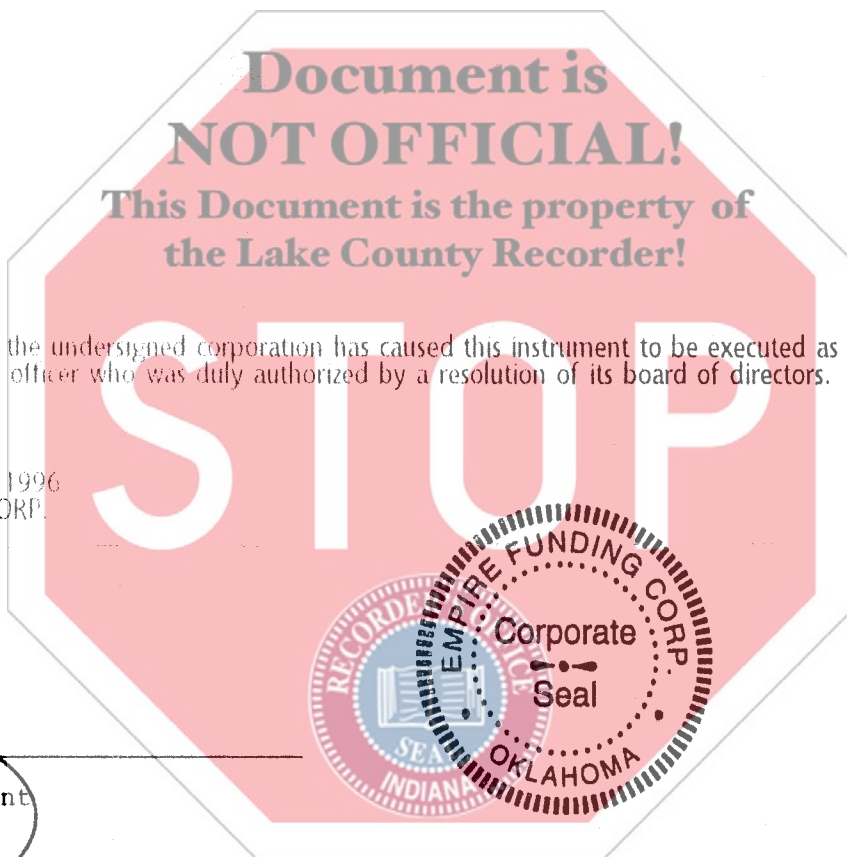 Document is
NOT OFFICIAL!
This Document is the property of
the Lake County Recorder!
STOP
the undersigned corporation has caused this instrument to be executed as
officer who was duly authorized by a resolution of its board of directors.
1996
ORP.
EMPIRE FUNDING CORP.
Corporate
Seal
OKLAHOMA
RECORDER'S OFFICE
SEAL
INDIANA
nt